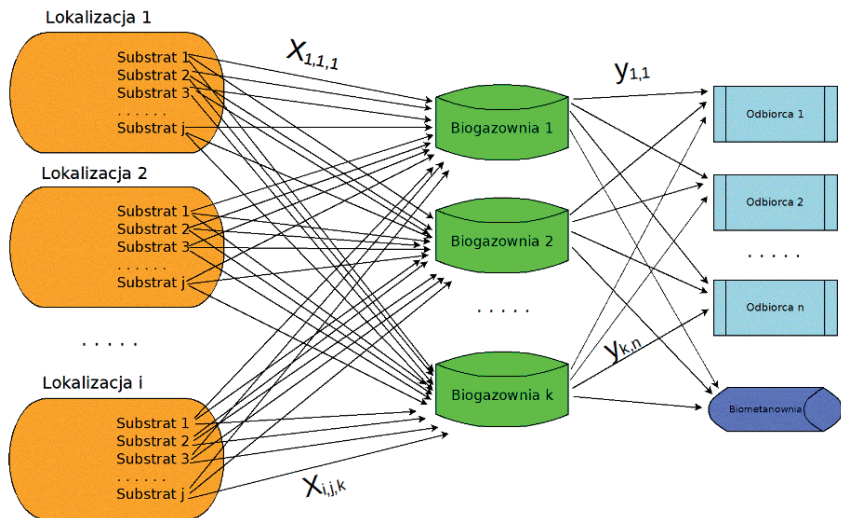 Lokalizacja 1
Substrat 1
Substrat 2
Substrat 3
. . . . . .
Substrat j
Lokalizacja 2
Substrat 1
Substrat 2
Substrat 3
. . . . . .
Substrat j
. . . . .
Lokalizacja i
Substrat 1
Substrat 2
Substrat 3
. . . . . .
Substrat j
X1,1,1
Xi,j,k
Biogazownia 1
Biogazownia 2
. . . . .
Biogazownia k
y1,1
yk,n
Odbiorca 1
Odbiorca 2
. . . . .
Odbiorca n
Biometanownia